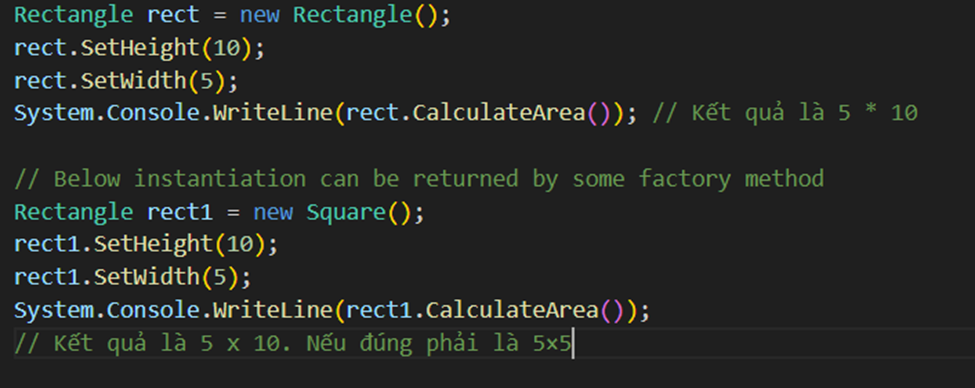 Rectangle rect = new Rectangle();
rect.SetHeight(10);
rect.SetWidth(5);
System.Console.WriteLine(rect.CalculateArea()); // Kết quả là 5 * 10
// Below instantiation can be returned by some factory method
Rectangle rect1 = new Square();
rect1.SetHeight(10);
rect1.SetWidth(5);
System.Console.WriteLine(rect1.CalculateArea());
// Kết quả là 5 x 10. Nếu đúng phải là 5×5